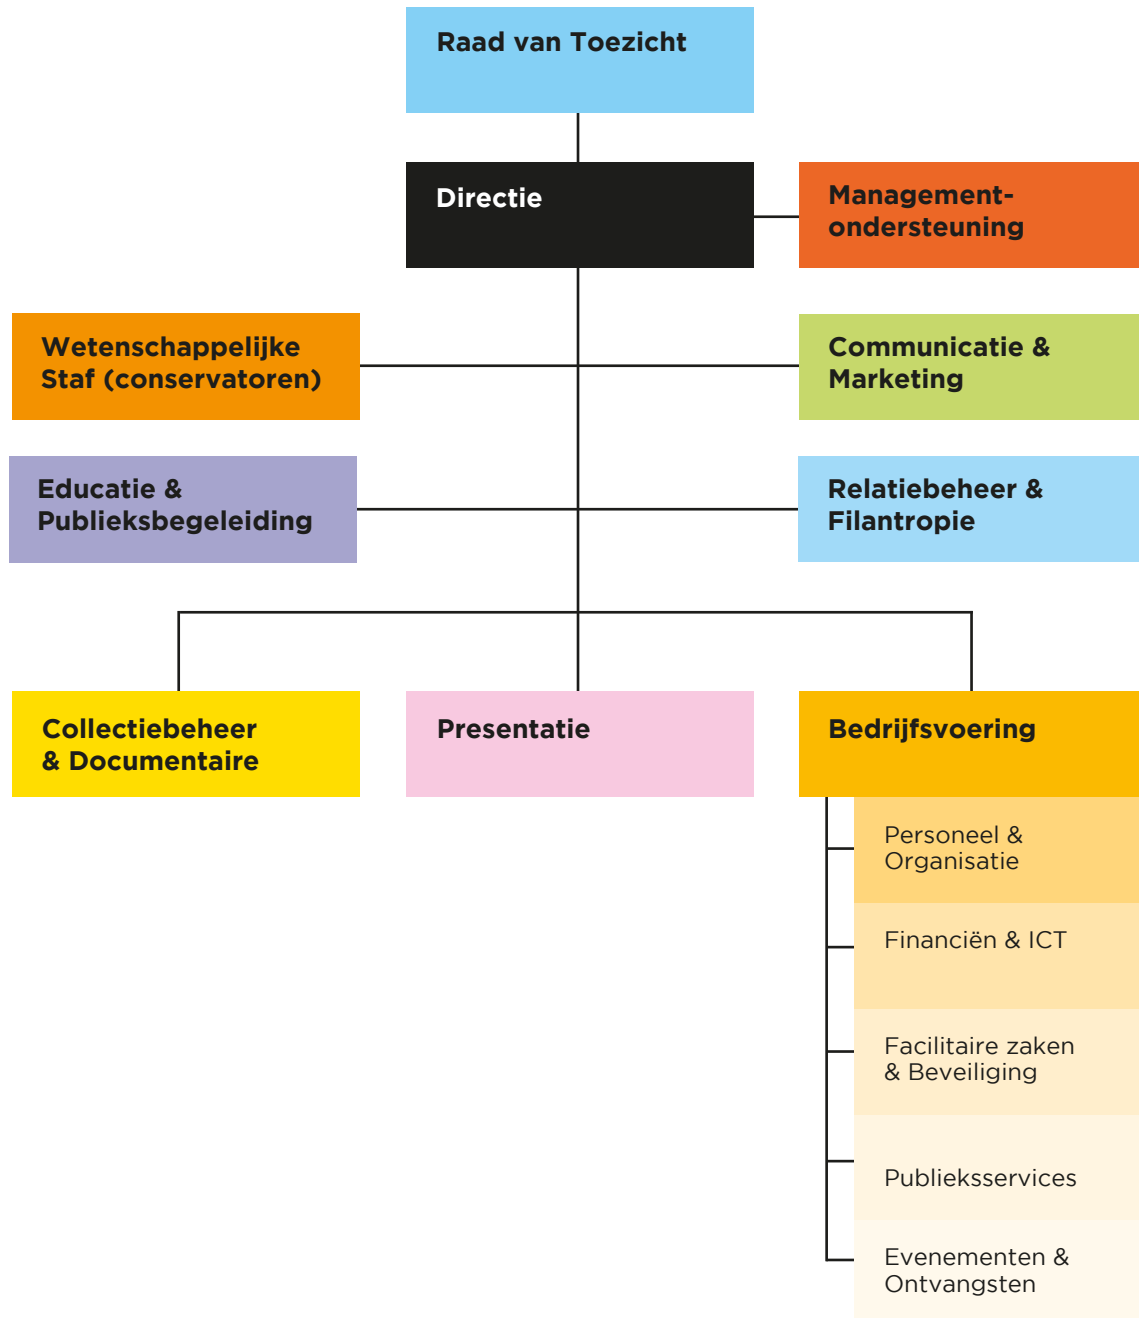 Raad van Toezicht
Directie
Management-
ondersteuning
Wetenschappelijke
Staf (conservatoren)
Communicatie &
Marketing
Educatie &
Publieksbegeleiding
Relatiebeheer &
Filantropie
Collectiebeheer
& Documentaire
Presentatie
Bedrijfsvoering
Personeel &
Organisatie
Financiën & ICT
Facilitaire zaken
& Beveiliging
Publieksservices
Evenementen &
Ontvangsten